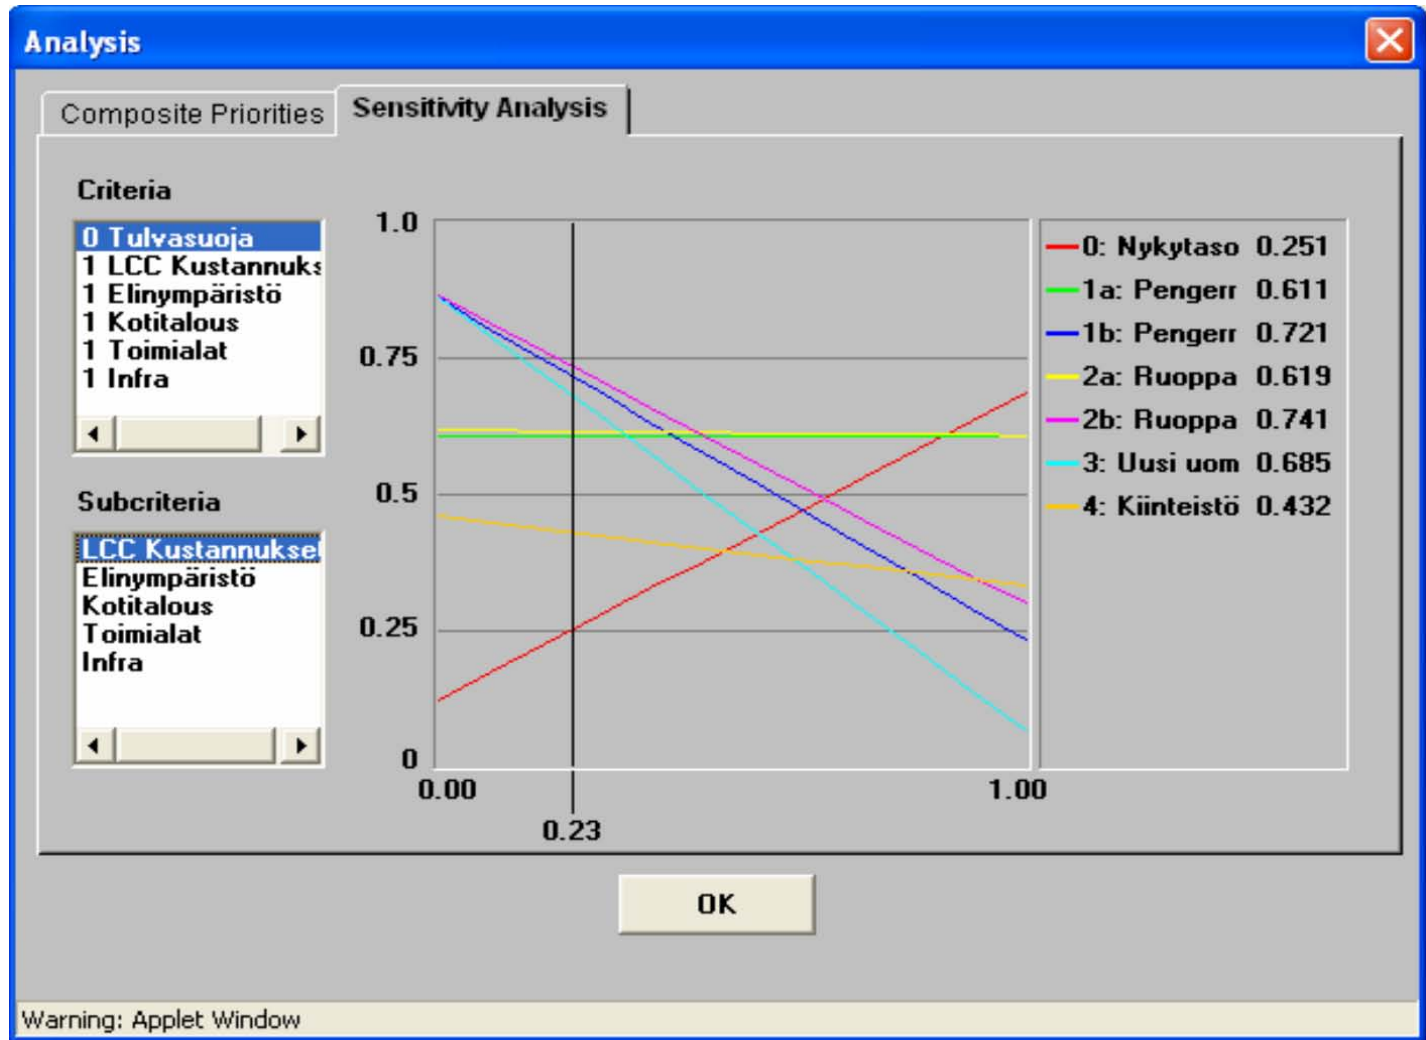 Analysis
Composite Priorities
Sensitivity Analysis
Criteria
0 Tulvasuoja
1 LCC Kustannuks
1 Elinympäristö
1 Kotitalous
1 Toimialat
1 Infra
Subcriteria
LCC Kustannukset
Elinympäristö
Kotitalous
Toimialat
Infra
1.0
0.75
0.5
0.25
0
0.00
1.00
0.23
0: Nykytaso 0.251
1a: Pengerr 0.611
1b: Pengerr 0.721
2a: Ruoppa 0.619
2b: Ruoppa 0.741
3: Uusi uom 0.685
4: Kiinteistö 0.432
OK
Warning: Applet Window